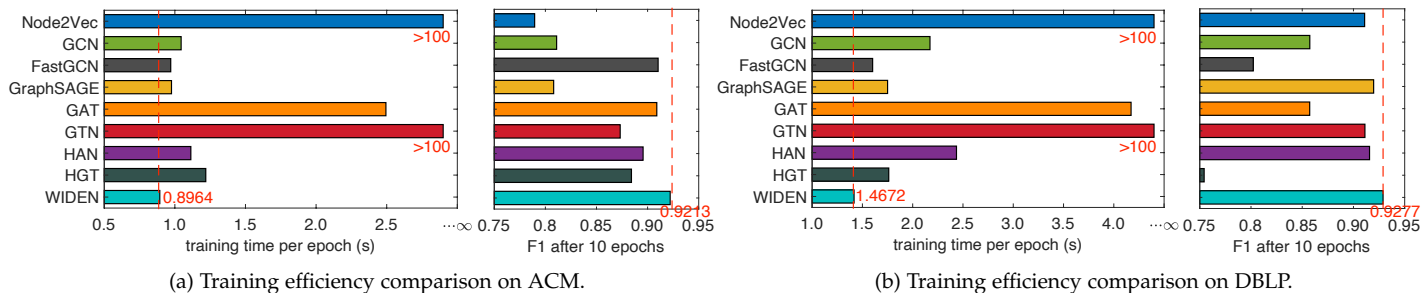 Node2Vec
GCN
FastGCN
GraphSAGE
GAT
GTN
HAN
HGT
WIDEN
>100
>100
0.8964
0.5 1.0 1.5 2.0 2.5 ···∞
training time per epoch (s)
0.9213
0.75 0.8 0.85 0.90 0.95
F1 after 10 epochs
(a) Training efficiency comparison on ACM.
Node2Vec
GCN
FastGCN
GraphSAGE
GAT
GTN
HAN
HGT
WIDEN
>100
>100
1.4672
1.0 1.5 2.0 2.5 3.0 3.5 4.0 ···∞
training time per epoch (s)
0.9277
0.75 0.80 0.85 0.90 0.95
F1 after 10 epochs
(b) Training efficiency comparison on DBLP.